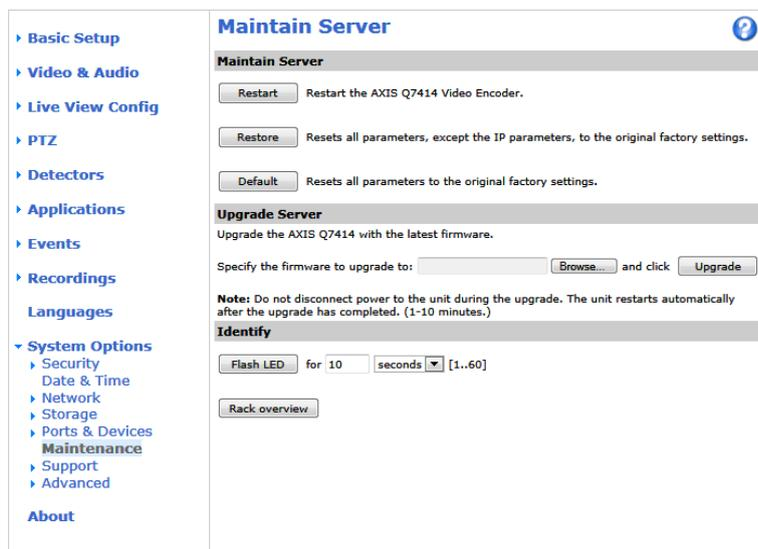 Basic Setup
Video & Audio
Live View Config
PTZ
Detectors
Applications
Events
Recordings
Languages
System Options
Security
Date & Time
Network
Storage
Ports & Devices
Maintenance
Support
Advanced
About
Maintain Server
?
Maintain Server
Restart Restart the AXIS Q7414 Video Encoder.
Restore Resets all parameters, except the IP parameters, to the original factory settings.
Default Resets all parameters to the original factory settings.
Upgrade Server
Upgrade the AXIS Q7414 with the latest firmware.
Specify the firmware to upgrade to: Browse... and click Upgrade
Note: Do not disconnect power to the unit during the upgrade. The unit restarts automatically
after the upgrade has completed. (1-10 minutes.)
Identify
Flash LED for 10 seconds [1..60]
Rack overview